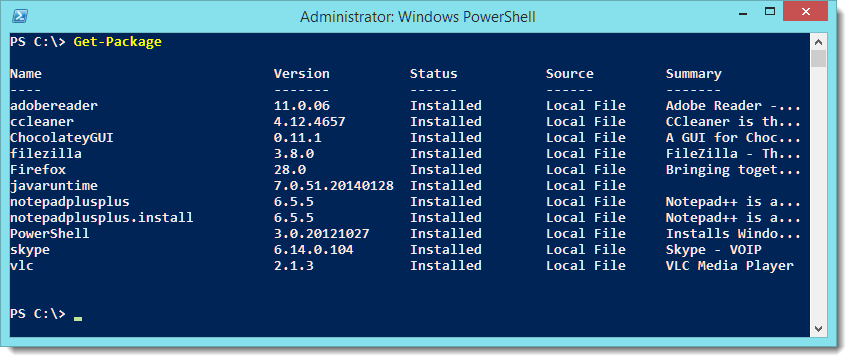 Administrator: Windows PowerShell
PS C:\> Get-Package
Name Version Status Source Summary
---- ------- ------ ------ -------
adobereader 11.0.06 Installed Local File Adobe Reader -...
ccleaner 4.12.4657 Installed Local File CCleaner is th...
ChocolateyGUI 0.11.1 Installed Local File A GUI for Choc...
filezilla 3.8.0 Installed Local File FileZilla - Th...
Firefox 28.0 Installed Local File Bringing toget...
javaruntime 7.0.51.20140128 Installed Local File
notepadplusplus 6.5.5 Installed Local File Notepad++ is a...
notepadplusplus.install 6.5.5 Installed Local File Notepad++ is a...
PowerShell 3.0.20121027 Installed Local File Installs Windo...
skype 6.14.0.104 Installed Local File Skype - VOIP
vlc 2.1.3 Installed Local File VLC Media Player
PS C:\>